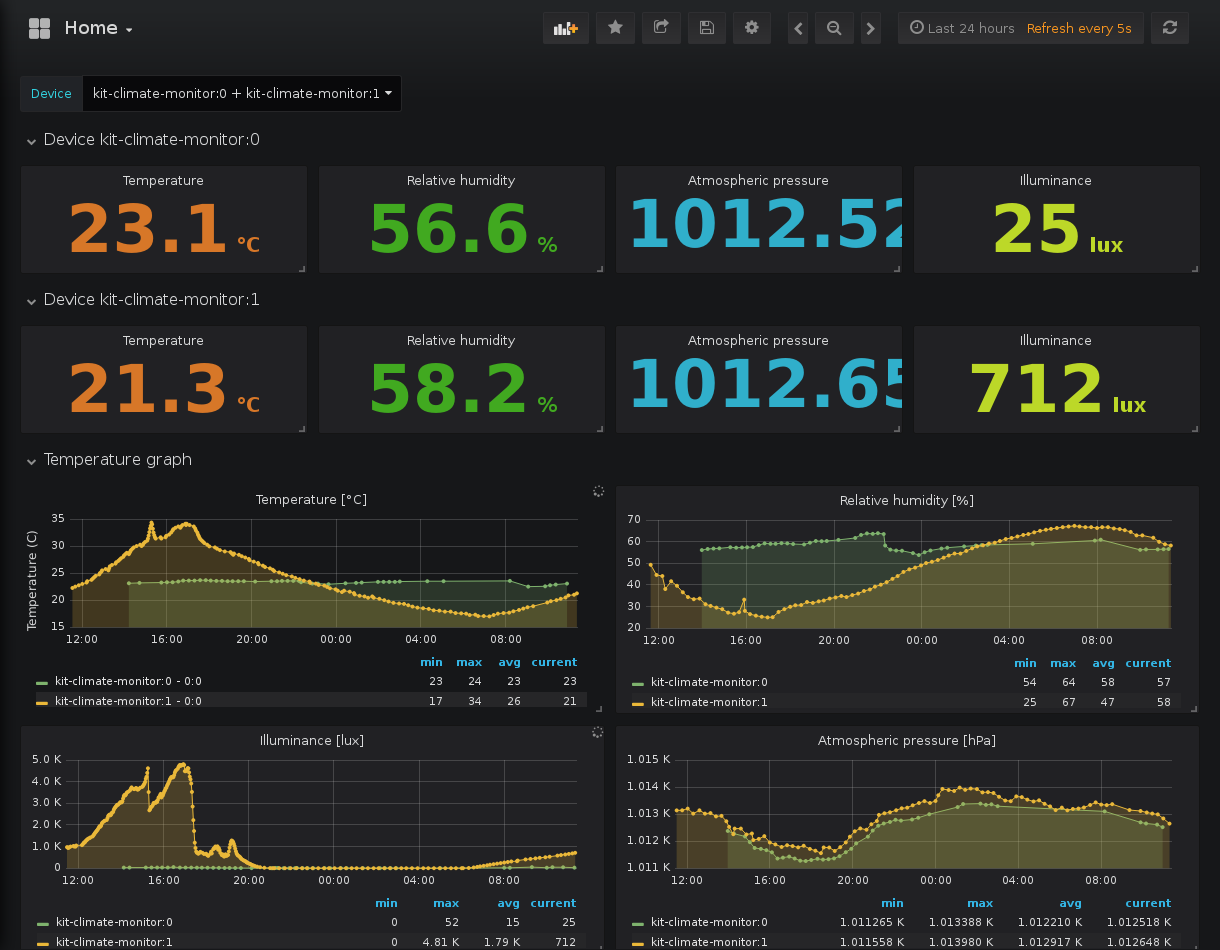 Home
Last 24 hours Refresh every 5s
Device kit-climate-monitor:0 + kit-climate-monitor:1
Device kit-climate-monitor:0
Temperature Relative humidity Atmospheric pressure Illuminance
23.1 °C 56.6 % 1012.52 25 lux
Device kit-climate-monitor:1
Temperature Relative humidity Atmospheric pressure Illuminance
21.3 °C 58.2 % 1012.65 712 lux
Temperature graph
Temperature [°C]
Temperature (C)
35
30
25
20
15
12:00 16:00 20:00 00:00 04:00 08:00
min max avg current
kit-climate-monitor:0 - 0:0 23 24 23 23
kit-climate-monitor:1 - 0:0 17 34 26 21
Relative humidity [%]
70
60
50
40
30
20
12:00 16:00 20:00 00:00 04:00 08:00
min max avg current
kit-climate-monitor:0 54 64 58 57
kit-climate-monitor:1 25 67 47 58
Illuminance [lux]
5.0 K
4.0 K
3.0 K
2.0 K
1.0 K
0
12:00 16:00 20:00 00:00 04:00 08:00
min max avg current
kit-climate-monitor:0 0 52 15 25
kit-climate-monitor:1 0 4.81 K 1.79 K 712
Atmospheric pressure [hPa]
1.015 K
1.014 K
1.013 K
1.012 K
1.011 K
12:00 16:00 20:00 00:00 04:00 08:00
min max avg current
kit-climate-monitor:0 1.011265 K 1.013388 K 1.012210 K 1.012518 K
kit-climate-monitor:1 1.011558 K 1.013980 K 1.012917 K 1.012648 K